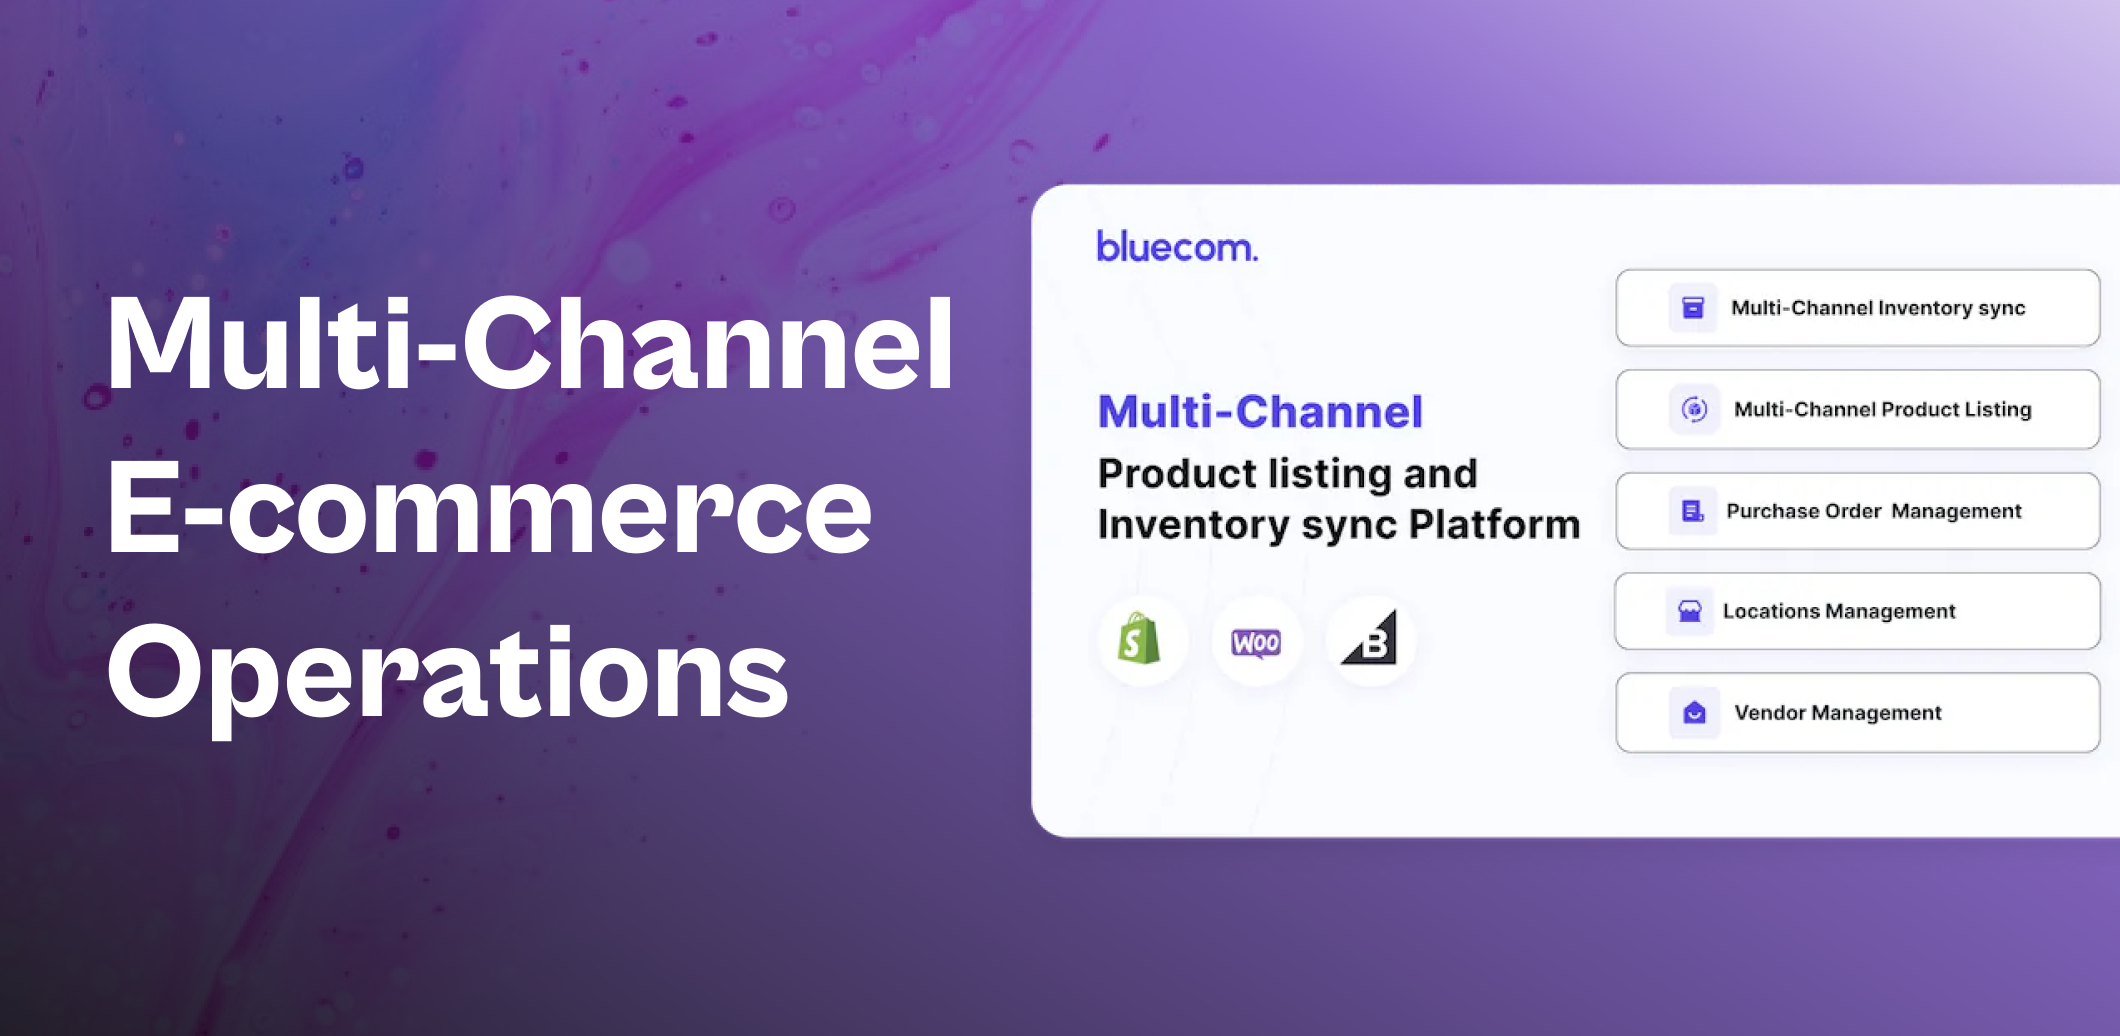 Multi-Channel
E-commerce
Operations
bluecom.
Multi-Channel
Product listing and
Inventory sync Platform
S
Woo
B
Multi-Channel Inventory sync
Multi-Channel Product Listing
Purchase Order Management
Locations Management
Vendor Management